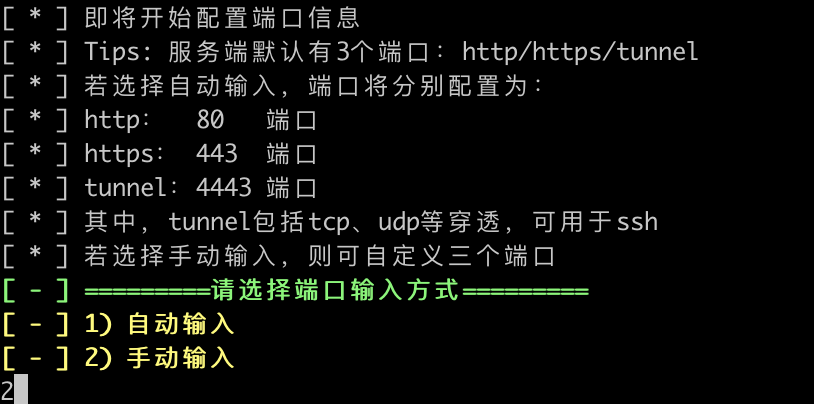 [ * ] 即将开始配置端口信息
[ * ] Tips: 服务端默认有3个端口：http/https/tunnel
[ * ] 若选择自动输入，端口将分别配置为：
[ * ] http： 80 端口
[ * ] https： 443 端口
[ * ] tunnel：4443 端口
[ * ] 其中，tunnel包括tcp、udp等穿透，可用于ssh
[ * ] 若选择手动输入，则可自定义三个端口
[ - ] =========请选择端口输入方式=========
[ - ] 1) 自动输入
[ - ] 2) 手动输入
2